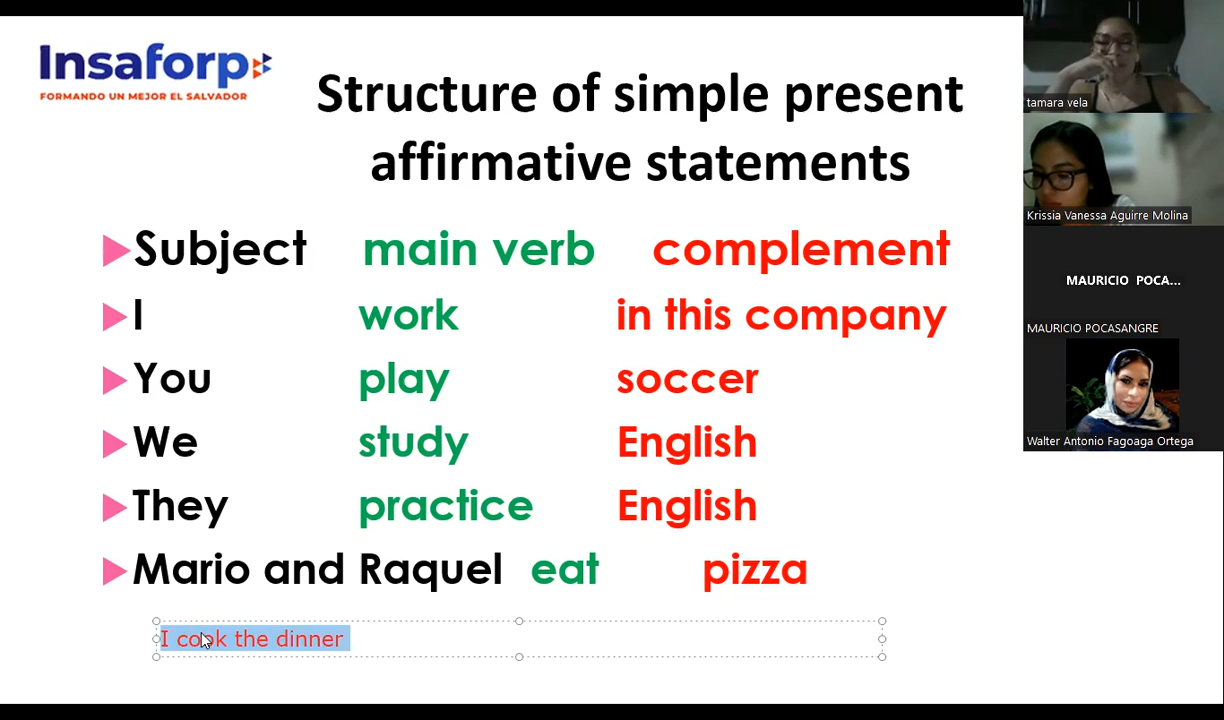 Insaforp
FORMANDO UN MEJOR EL SALVADOR
Structure of simple present
affirmative statements
Subject main verb complement
I work in this company
You play soccer
We study English
They practice English
Mario and Raquel eat pizza
I cook the dinner
tamara vela
Krissia Vanessa Aguirre Molina
MAURICIO POCA...
MAURICIO POCASANGRE
Walter Antonio Fagoaga Ortega